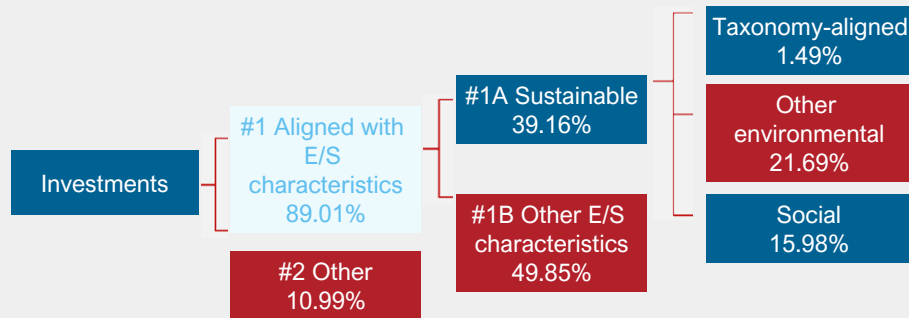 Investments
#1 Aligned with
E/S
characteristics
89.01%
#2 Other
10.99%
#1A Sustainable
39.16%
#1B Other E/S
characteristics
49.85%
Taxonomy-aligned
1.49%
Other
environmental
21.69%
Social
15.98%